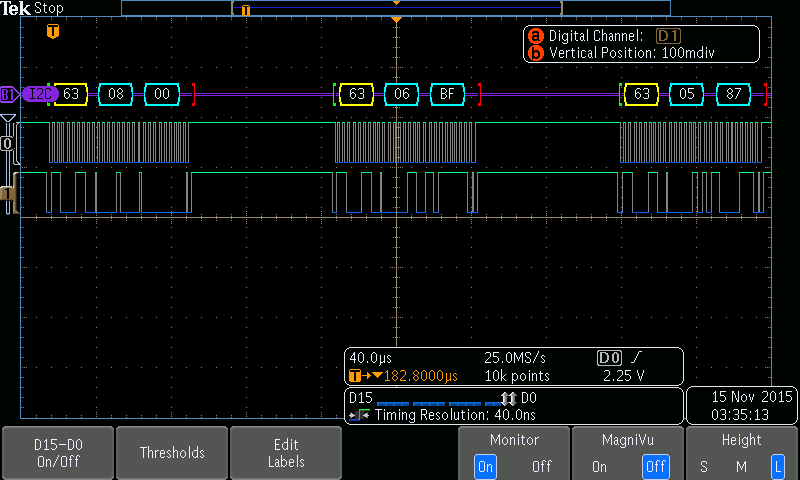 Tek Stop
T
T
a Digital Channel: D1
b Vertical Position: 100mdiv
B1 I2C 63 08 00 63 06 BF 63 05 87
0
1
40.0µs 25.0MS/s D0
T→▼182.8000µs 10k points 2.25 V
D15 D0
Timing Resolution: 40.0ns
15 Nov 2015
03:35:13
D15-D0
On/Off
Thresholds
Edit
Labels
Monitor
On Off
MagniVu
On Off
Height
S M L